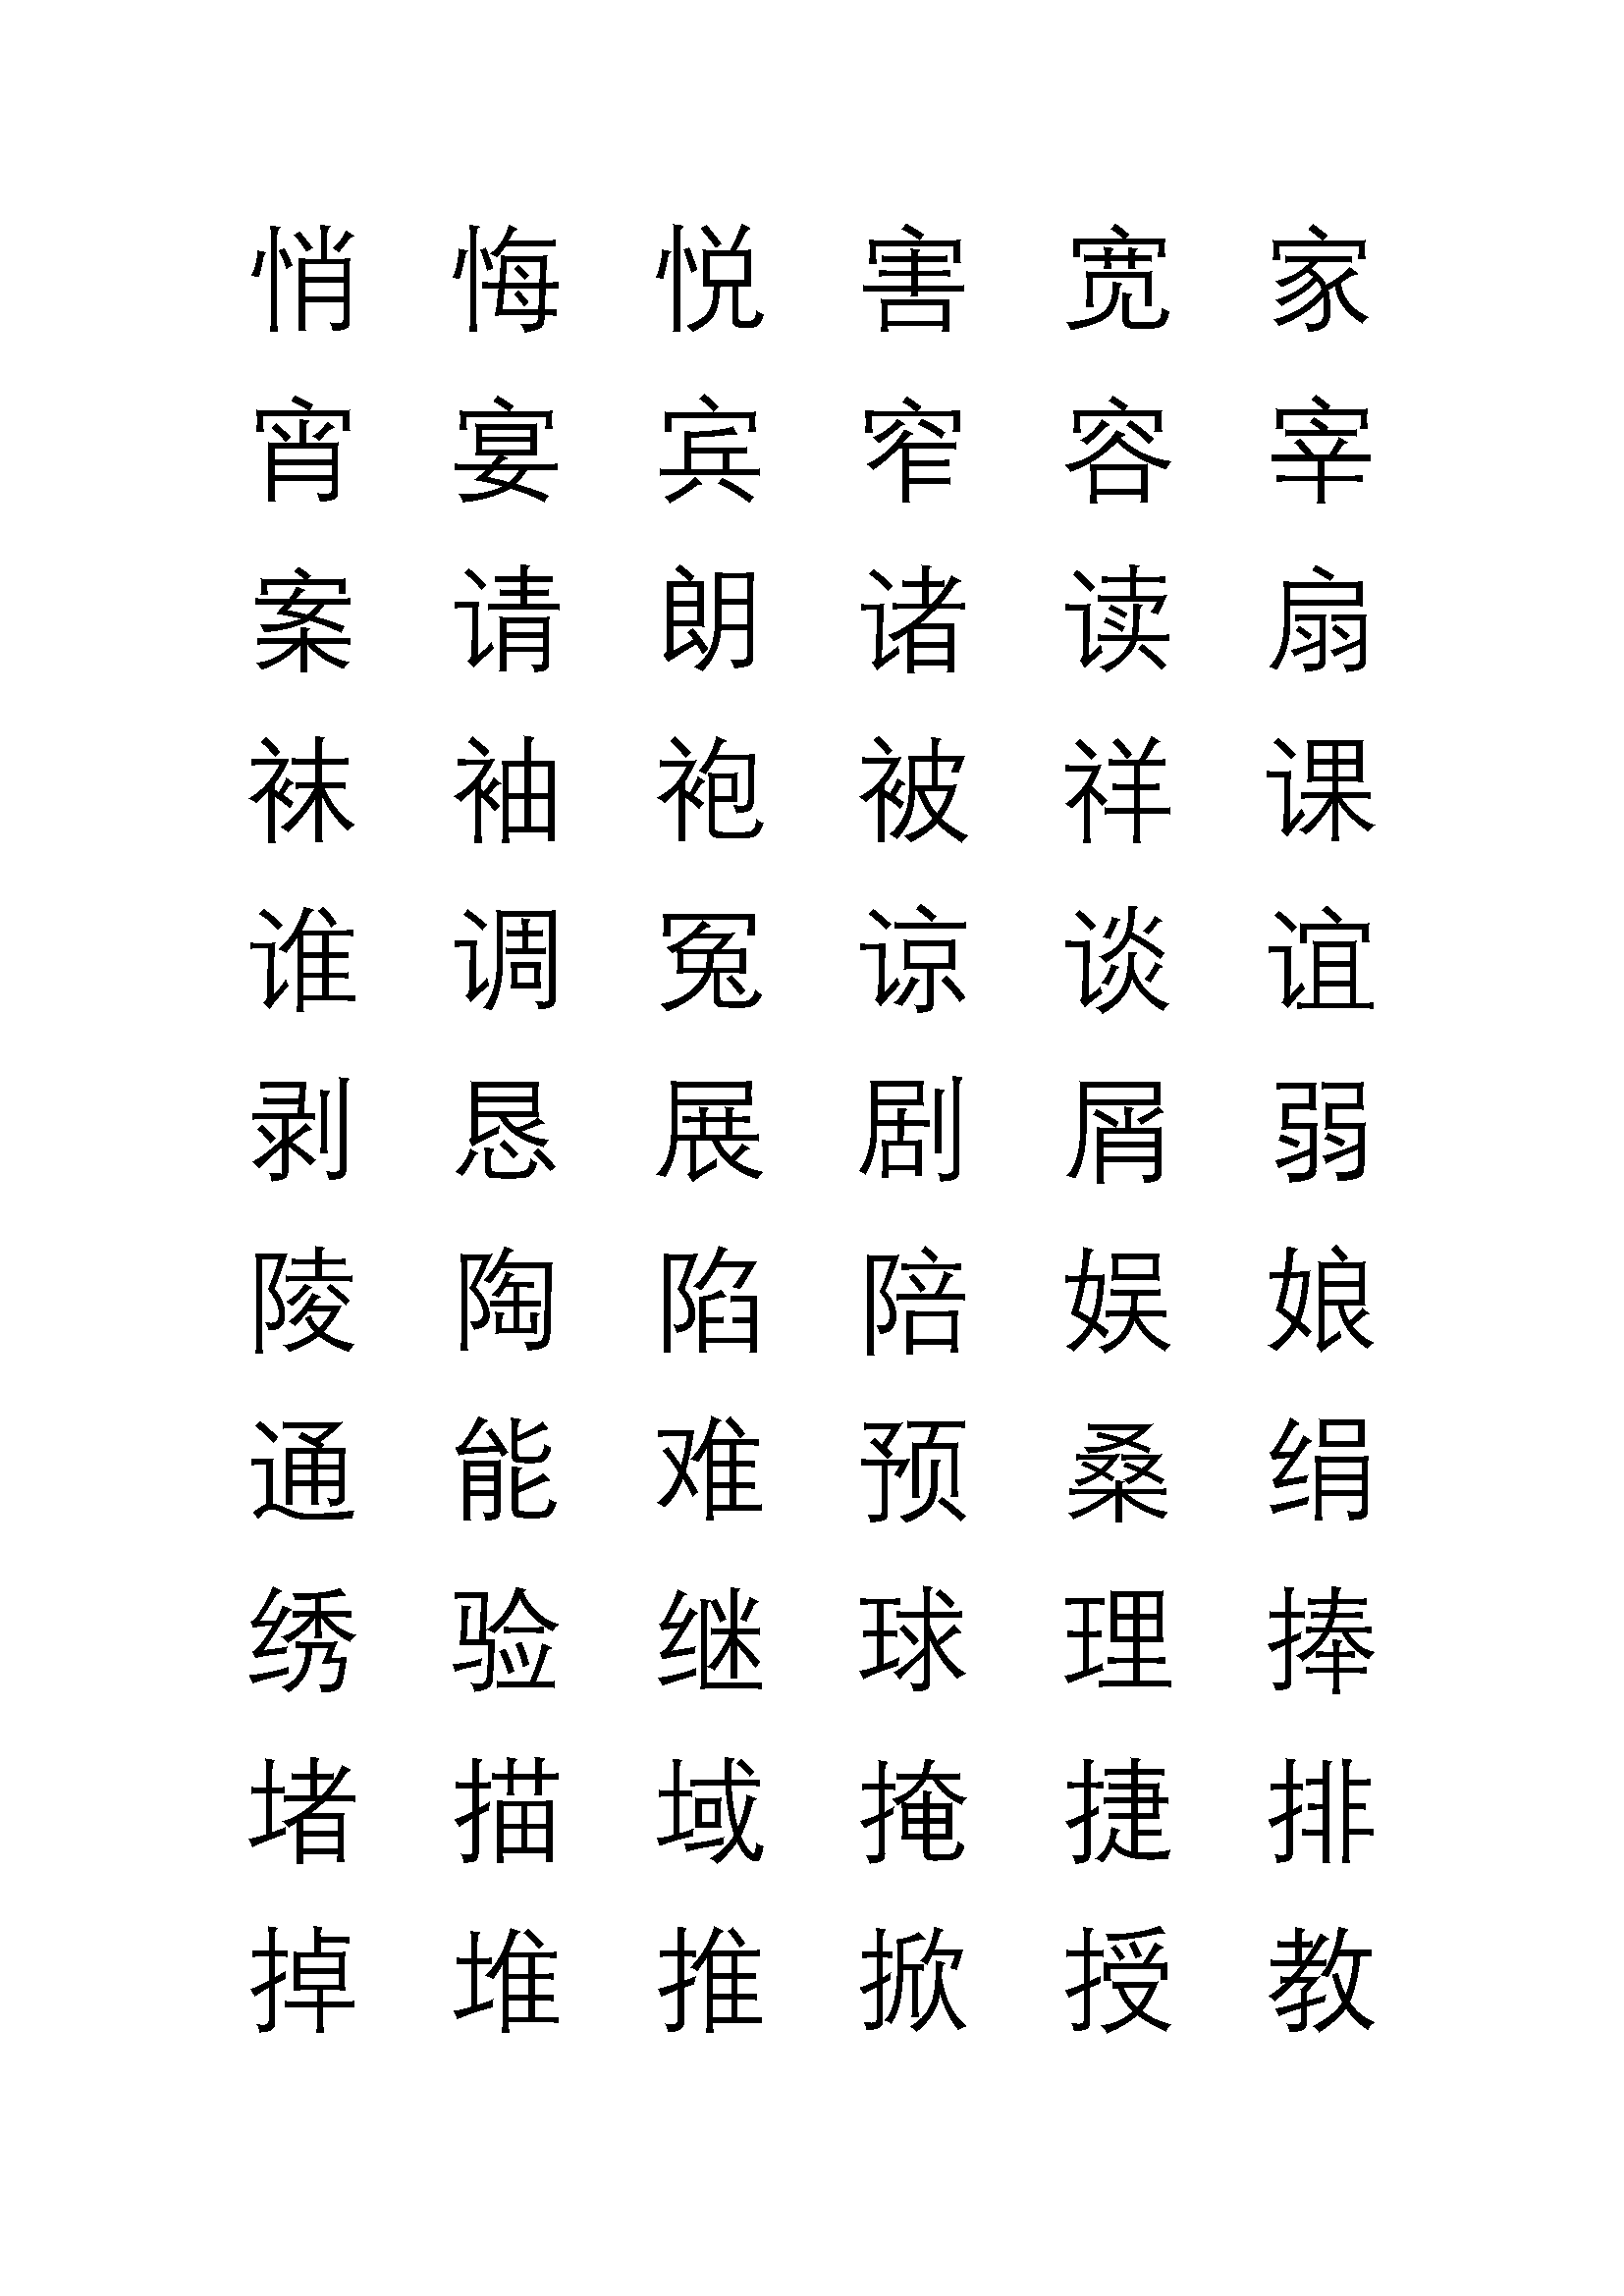 悄 悔 悦 害 宽 家
宵 宴 宾 窄 容 宰
案 请 朗 诸 读 扇
袜 袖 袍 被 祥 课
谁 调 冤 谅 谈 谊
剥 恳 展 剧 屑 弱
陵 陶 陷 陪 娱 娘
通 能 难 预 桑 绢
绣 验 继 球 理 捧
堵 描 域 掩 捷 排
掉 堆 推 掀 授 教